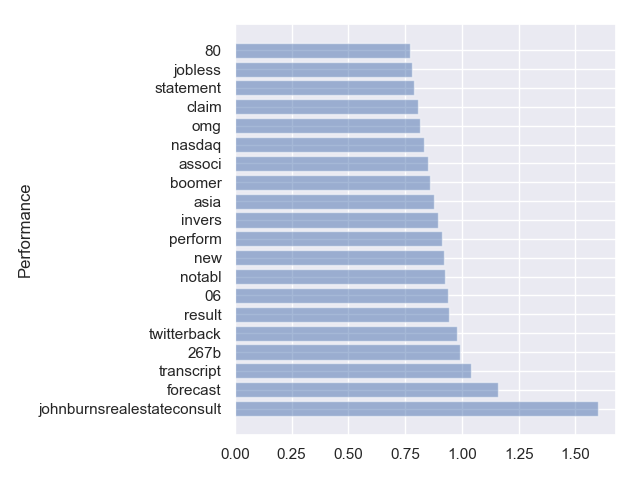 80
jobless
statement
claim
omg
nasdaq
associ
boomer
asia
invers
perform
new
notabl
06
result
twitterback
267b
transcript
forecast
johnburnsrealestateconsult
Performance
0.00 0.25 0.50 0.75 1.00 1.25 1.50